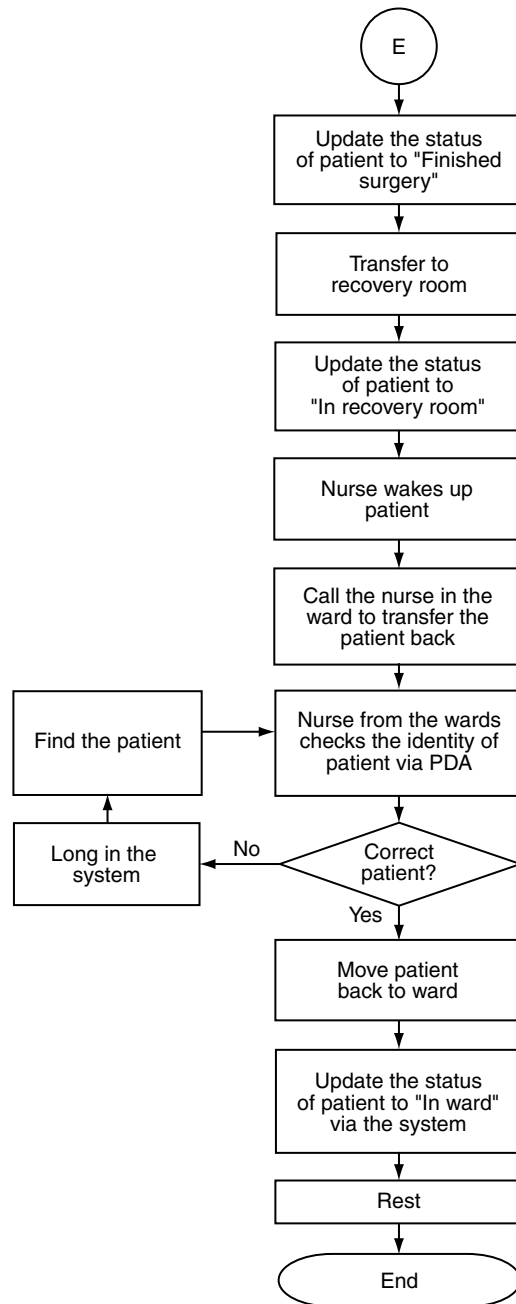 E
Update the status
of patient to "Finished
surgery"
Transfer to
recovery room
Update the status
of patient to
"In recovery room"
Nurse wakes up
patient
Call the nurse in the
ward to transfer the
patient back
Nurse from the wards
checks the identity of
patient via PDA
Find the patient
Correct
patient?
No
Long in the
system
Yes
Move patient
back to ward
Update the status
of patient to "In ward"
via the system
Rest
End